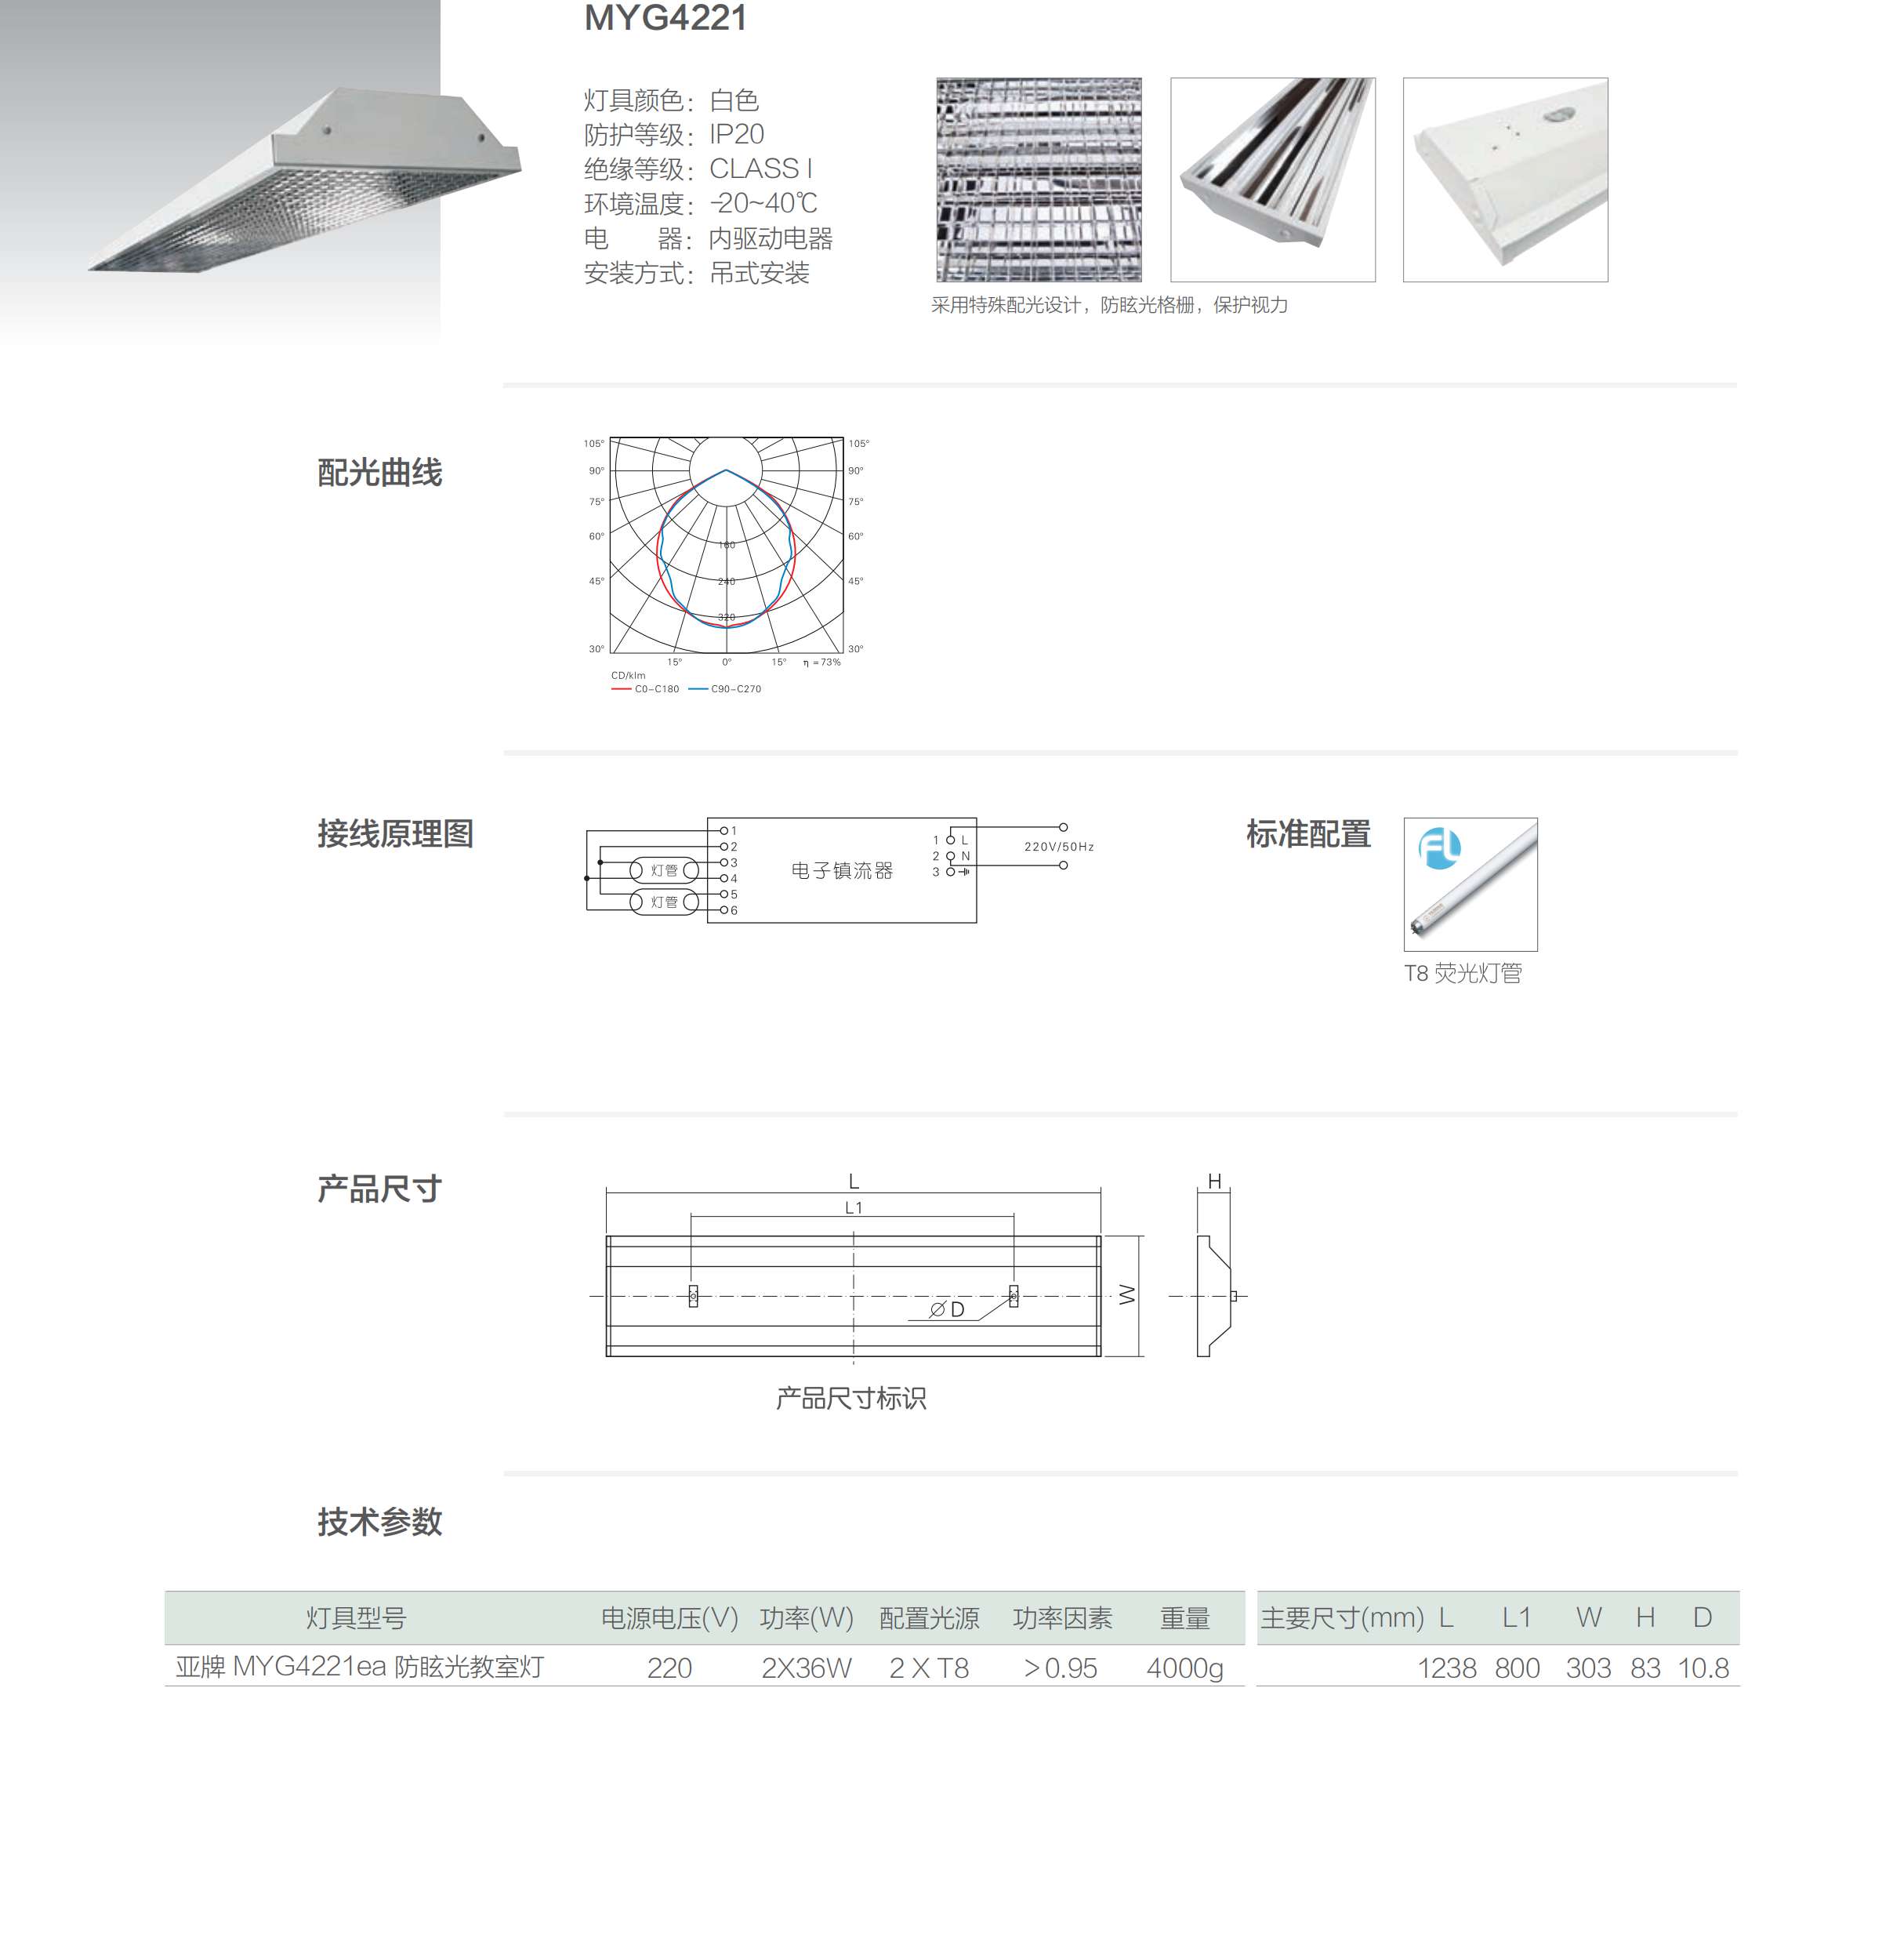 MYG4221
灯具颜色：白色
防护等级：IP20
绝缘等级：CLASS I
环境温度：-20~40℃
电　　器：内驱动电器
安装方式：吊式安装
采用特殊配光设计，防眩光格栅，保护视力
配光曲线
105° 105°
90° 90°
75° 75°
60° 60°
45° 45°
30° 30°
160
240
320
15° 0° 15° η =73%
CD/klm
C0-C180 C90-C270
接线原理图
1
2
3
4
5
6
灯管
灯管
电子镇流器
1 L
2 N
3
220V/50Hz
标准配置
FL
T8 荧光灯管
产品尺寸
L
L1
H
W
∅D
产品尺寸标识
技术参数
灯具型号 电源电压(V) 功率(W) 配置光源 功率因素 重量 主要尺寸(mm) L L1 W H D
亚牌 MYG4221ea 防眩光教室灯 220 2X36W 2 X T8 ＞0.95 4000g 1238 800 303 83 10.8